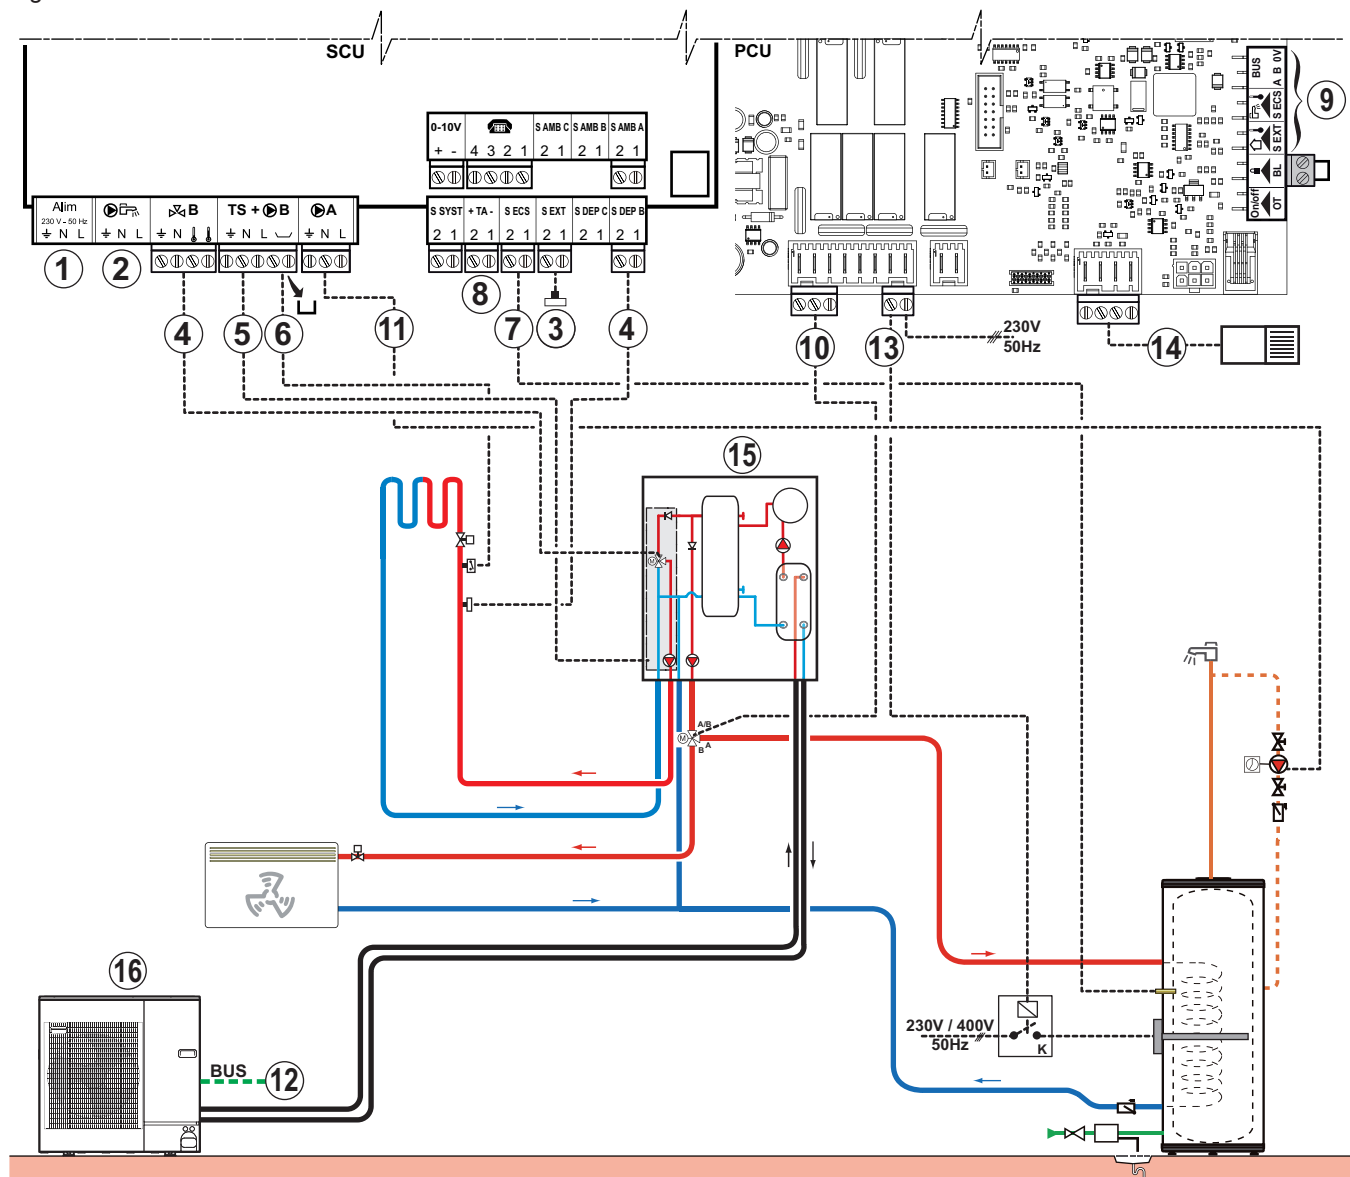 SCU
PCU
0-10V
S AMB C S AMB B S AMB A
+ - 4 3 2 1 2 1 2 1 2 1
Alim
230 V - 50 Hz
N L
N L
B
N
TS + B
N L
A
N L
S SYST + TA - S ECS S EXT S DEP C S DEP B
2 1 2 1 2 1 2 1 2 1 2 1
BUS
A B 0V
S ECS
S EXT
BL
On/off
OT
9
1
2
8
4
5
6
11
7
3
4
10
13
230V
50Hz
14
15
M
A/B
M
A
B
16
230V / 400V
50Hz
K
BUS
12